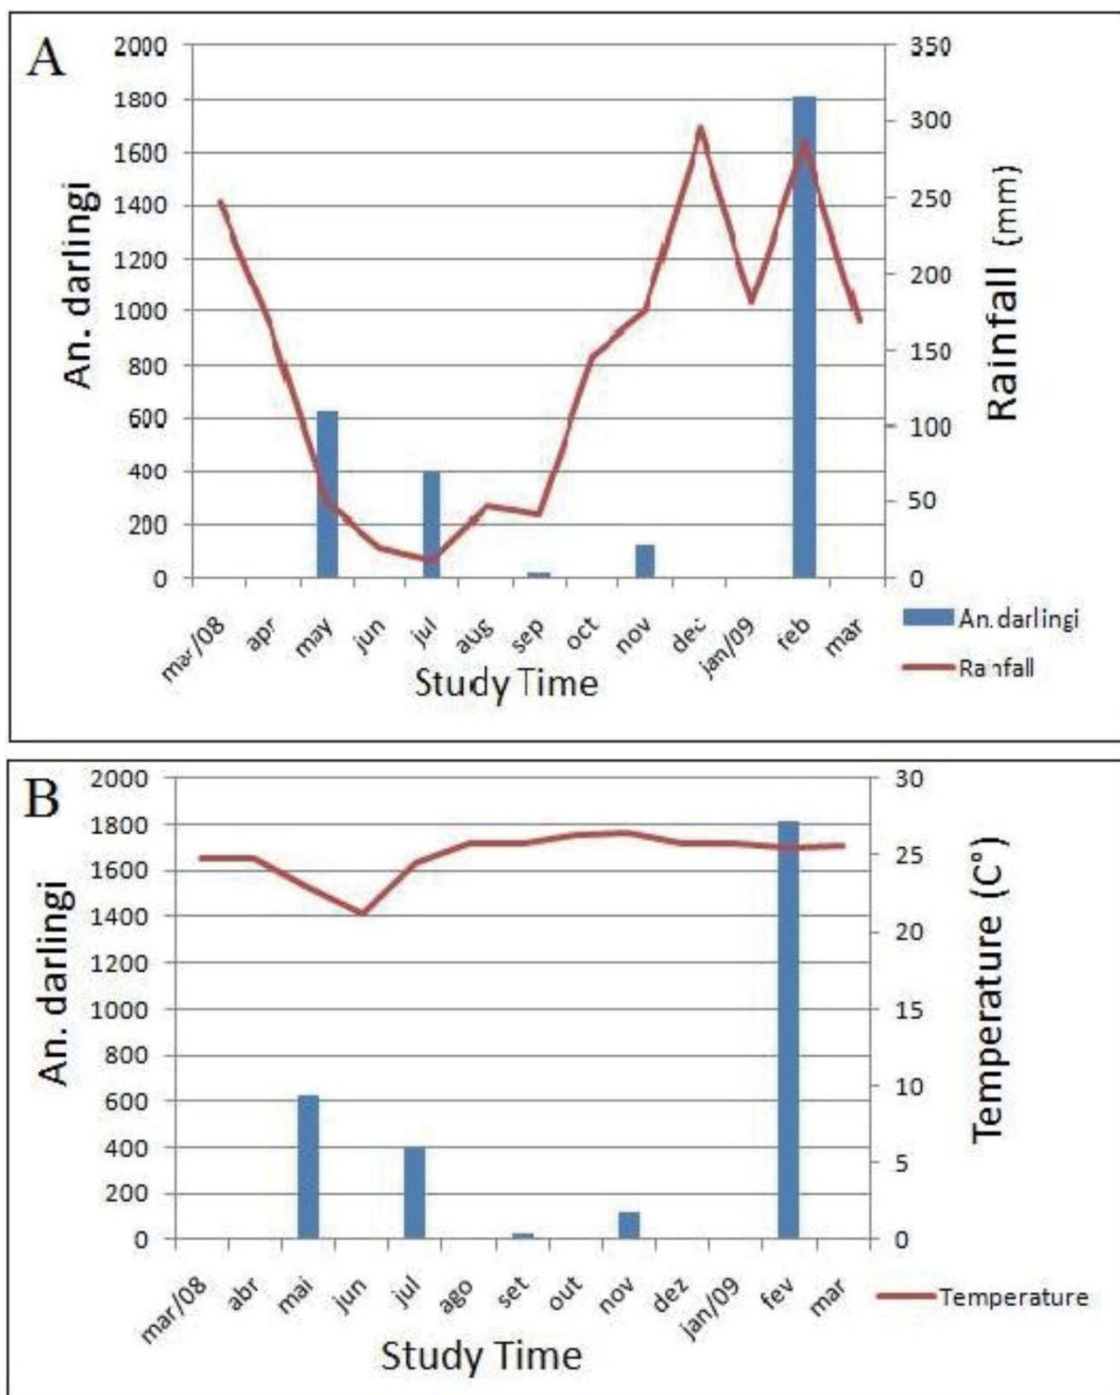 A
An. darlingi
2000
1800
1600
1400
1200
1000
800
600
400
200
0
350
300
250
200
150
100
50
0
Rainfall (mm)
mar/08
apr
may
jun
jul
aug
sep
oct
nov
dec
jan/09
feb
mar
Study Time
An. darlingi
Rainfall
B
An. darlingi
2000
1800
1600
1400
1200
1000
800
600
400
200
0
30
25
20
15
10
5
0
Temperature (C°)
mar/08
abr
mai
jun
jul
ago
set
out
nov
dez
jan/09
fev
mar
Study Time
Temperature